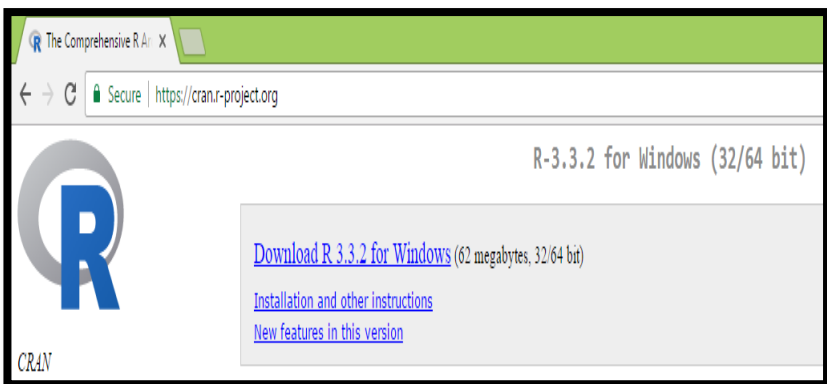 The Comprehensive R Ar
Secure | https://cran.r-project.org
R-3.3.2 for Windows (32/64 bit)
R
Download R 3.3.2 for Windows (62 megabytes, 32/64 bit)
Installation and other instructions
New features in this version
CRAN